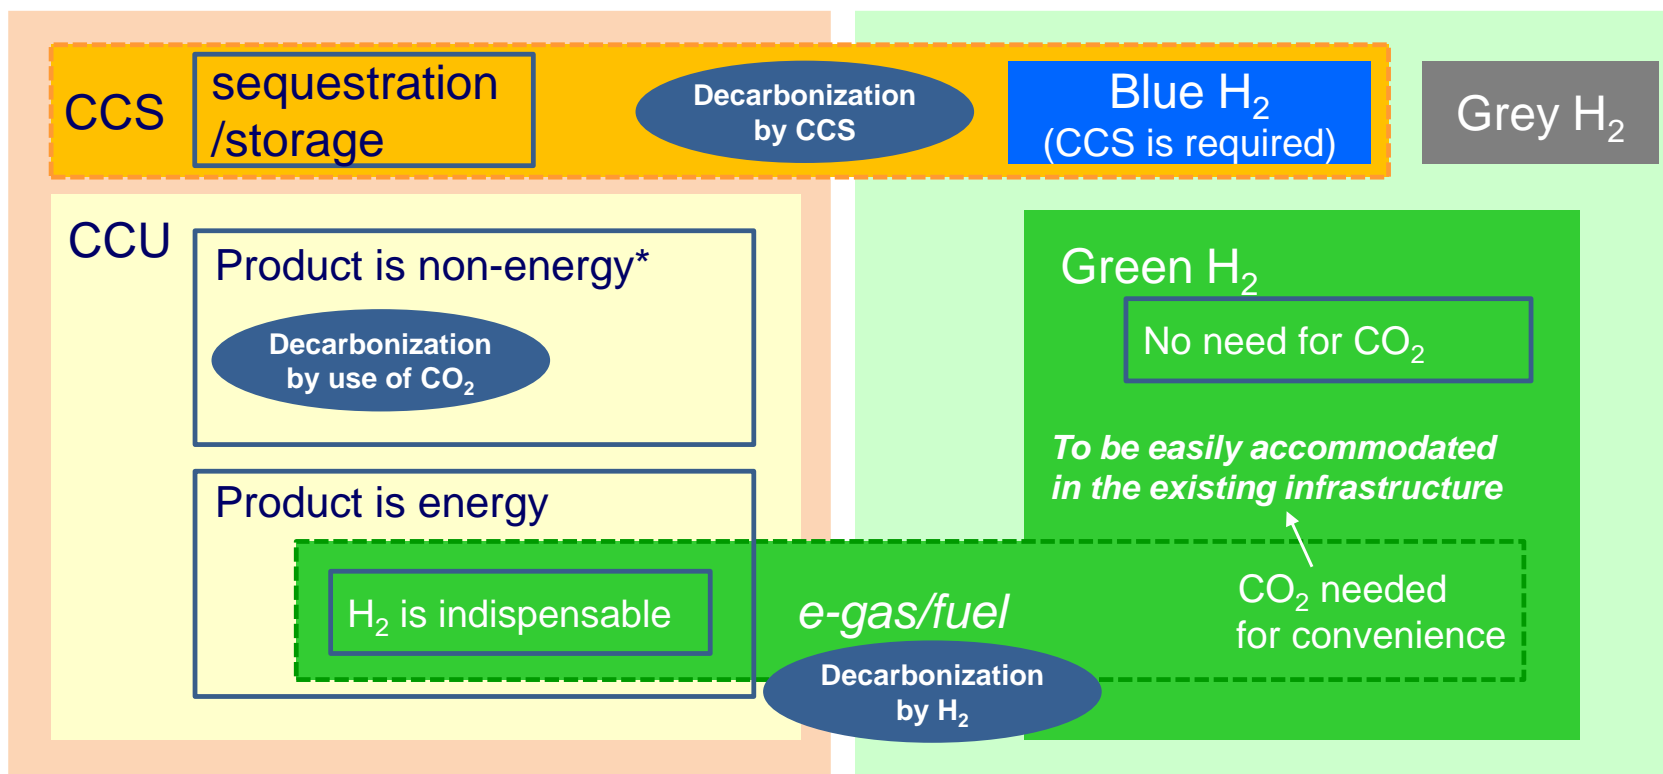 CCS
sequestration
/storage
Decarbonization
by CCS
Blue H₂
(CCS is required)
Grey H₂
CCU
Product is non-energy*
Decarbonization
by use of CO₂
Green H₂
No need for CO₂
To be easily accommodated
in the existing infrastructure
Product is energy
H₂ is indispensable
e-gas/fuel
CO₂ needed
for convenience
Decarbonization
by H₂